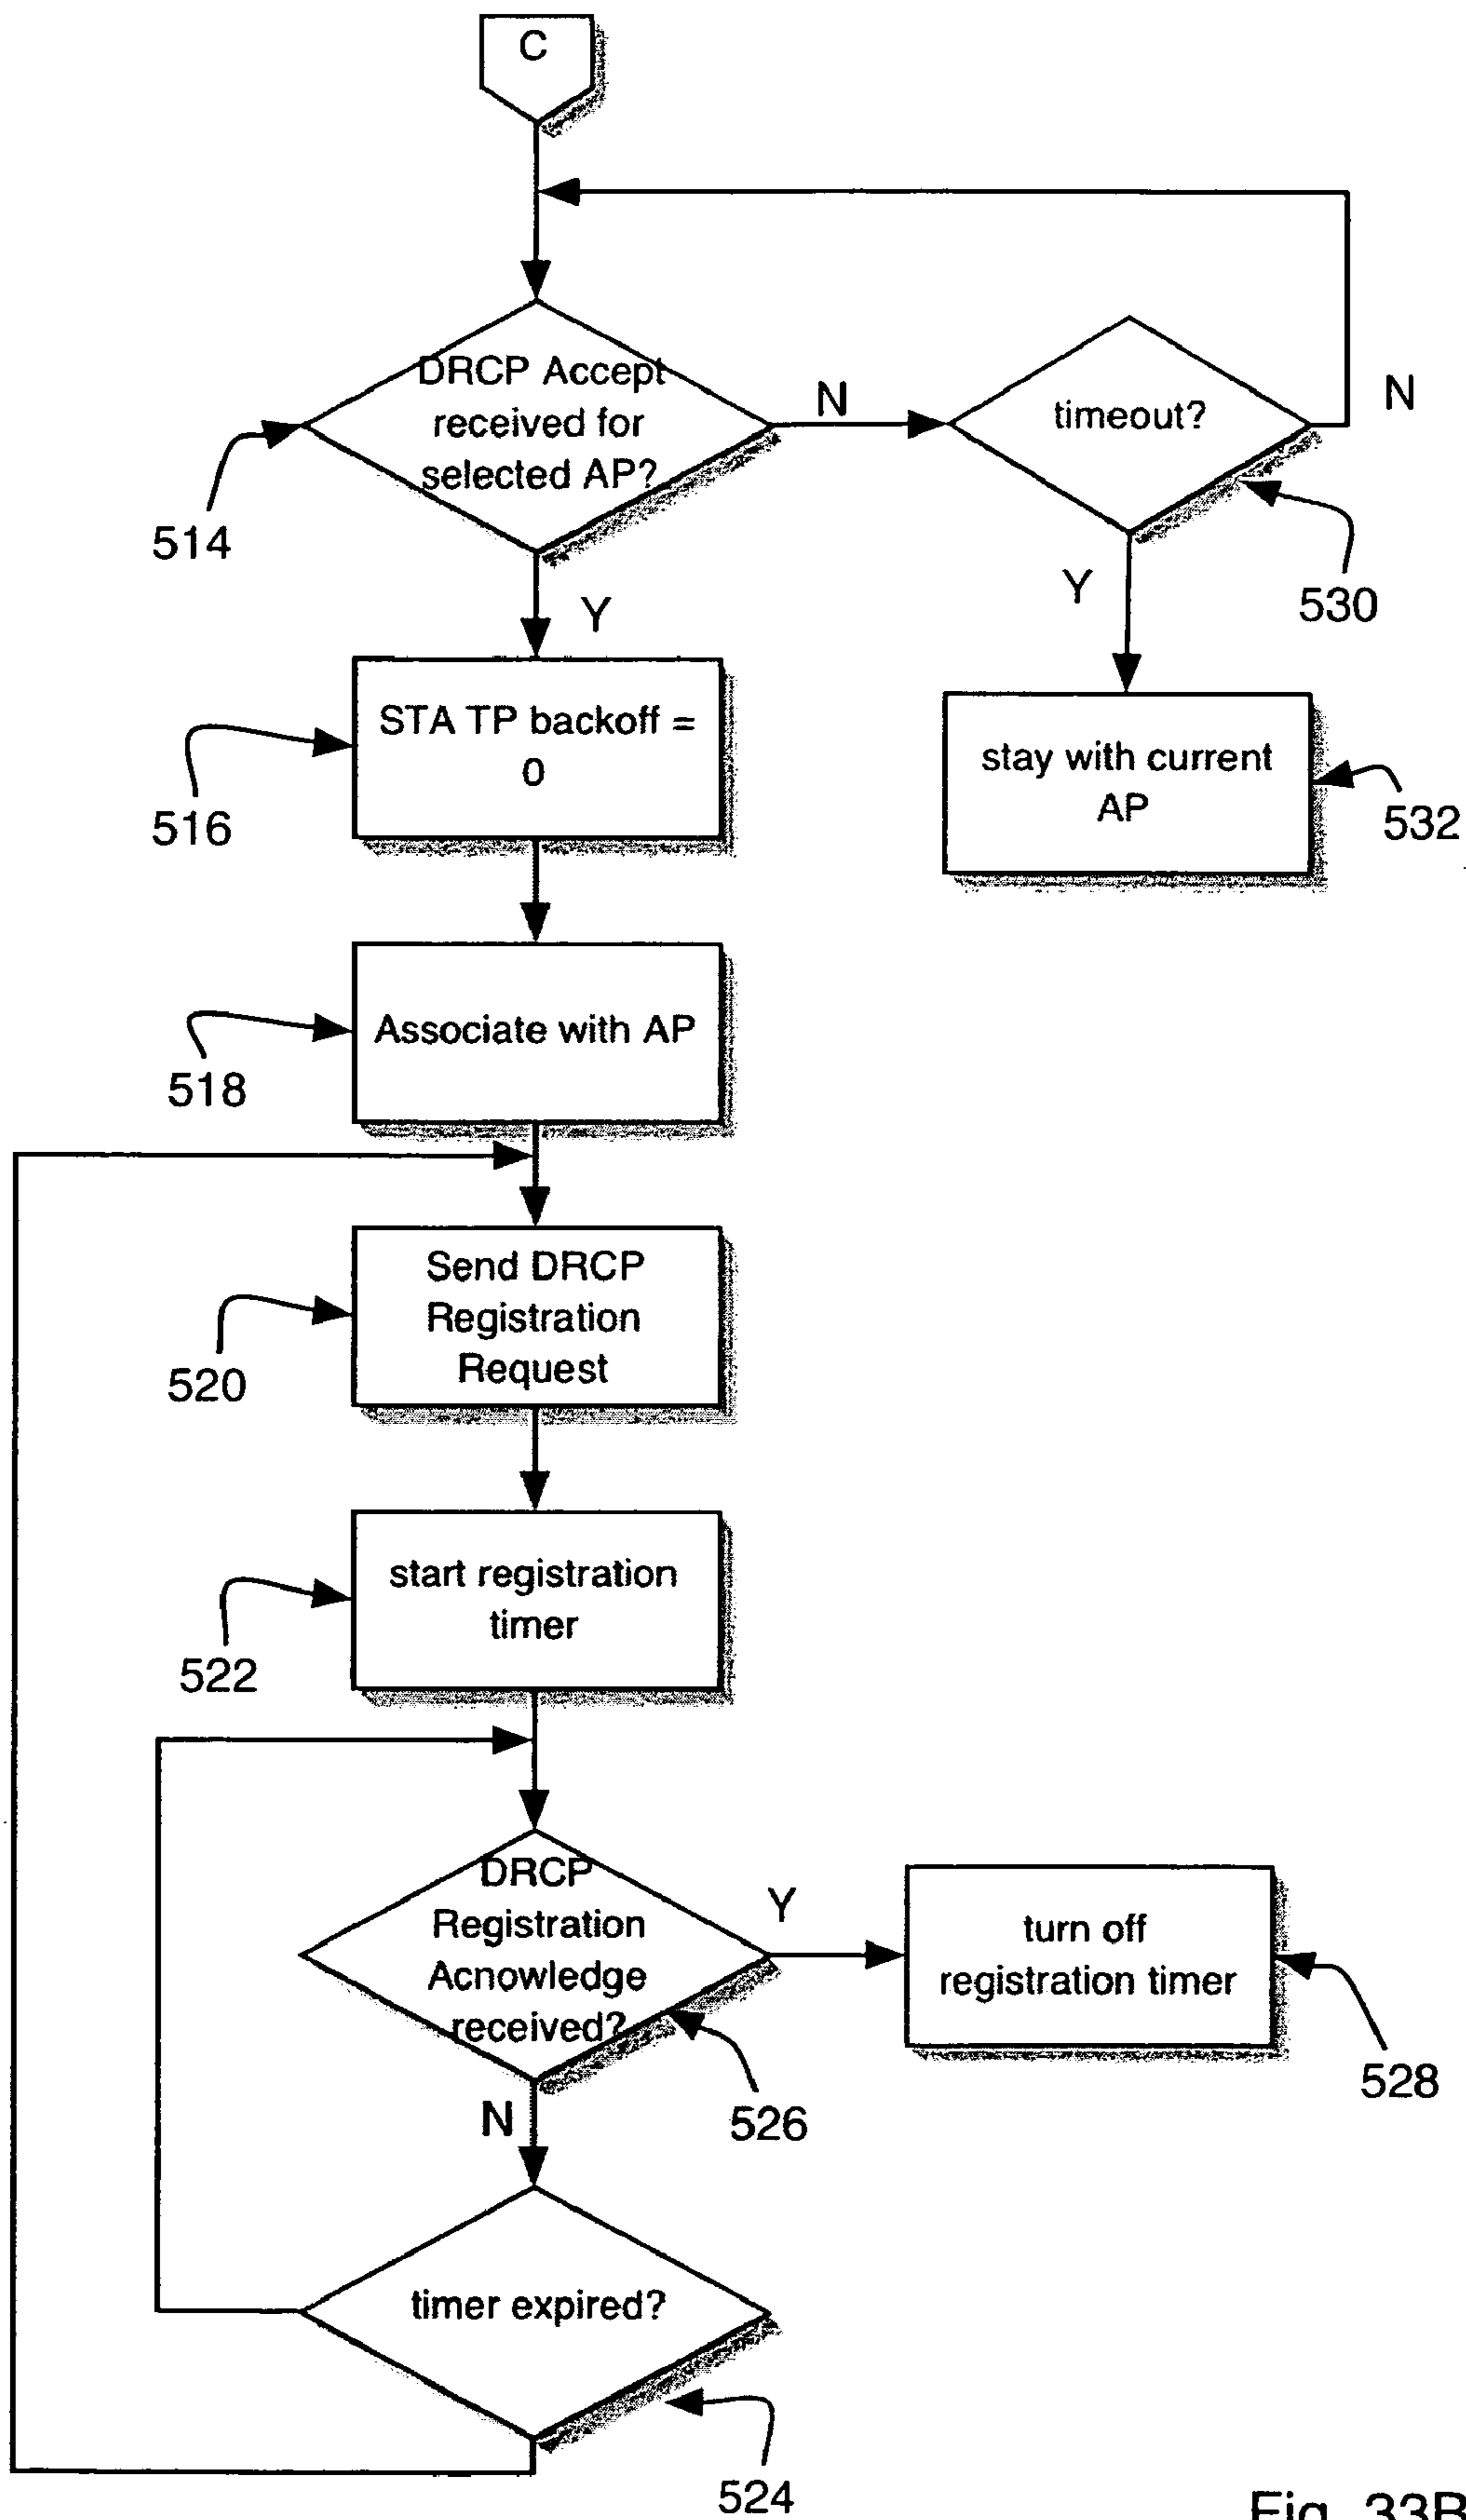 C
DRCP Accept
received for
selected AP?
N
timeout?
N
514
530
Y
Y
STA TP backoff =
0
516
stay with current
AP
532
Associate with AP
518
Send DRCP
Registration
Request
520
start registration
timer
522
DRCP
Registration
Acnowledge
received?
Y
turn off
registration timer
526
528
N
timer expired?
524
Fig. 33B